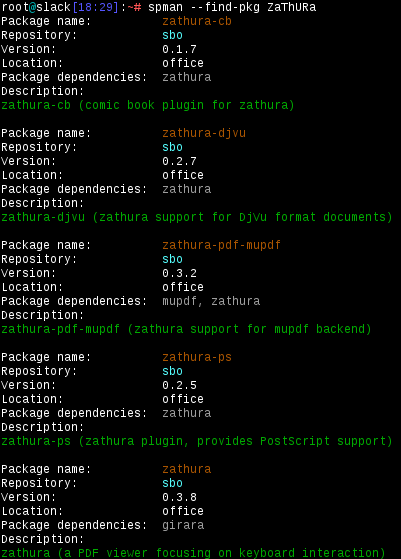 root@slack[18:29]:~# spman --find-pkg ZaThURa
Package name: zathura-cb
Repository: sbo
Version: 0.1.7
Location: office
Package dependencies: zathura
Description:
zathura-cb (comic book plugin for zathura)
Package name: zathura-djvu
Repository: sbo
Version: 0.2.7
Location: office
Package dependencies: zathura
Description:
zathura-djvu (zathura support for DjVu format documents)
Package name: zathura-pdf-mupdf
Repository: sbo
Version: 0.3.2
Location: office
Package dependencies: mupdf, zathura
Description:
zathura-pdf-mupdf (zathura support for mupdf backend)
Package name: zathura-ps
Repository: sbo
Version: 0.2.5
Location: office
Package dependencies: zathura
Description:
zathura-ps (zathura plugin, provides PostScript support)
Package name: zathura
Repository: sbo
Version: 0.3.8
Location: office
Package dependencies: girara
Description:
zathura (a PDF viewer focusing on keyboard interaction)